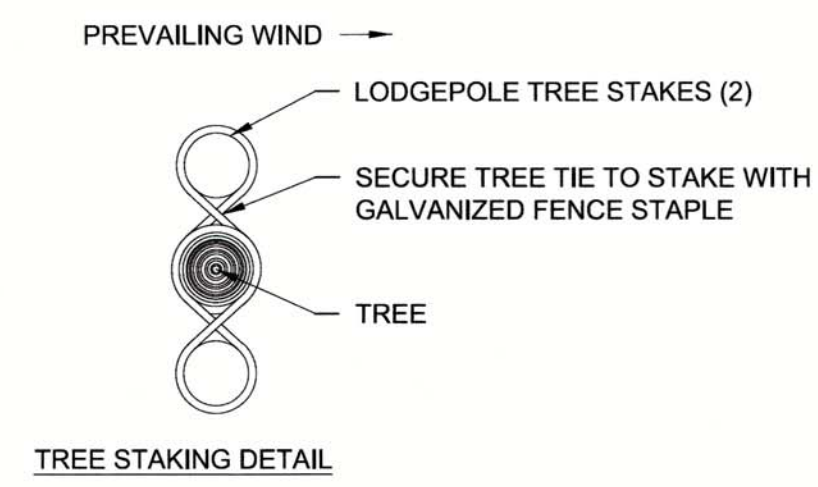 PREVAILING WIND
LODGEPOLE TREE STAKES (2)
SECURE TREE TIE TO STAKE WITH
GALVANIZED FENCE STAPLE
TREE
TREE STAKING DETAIL